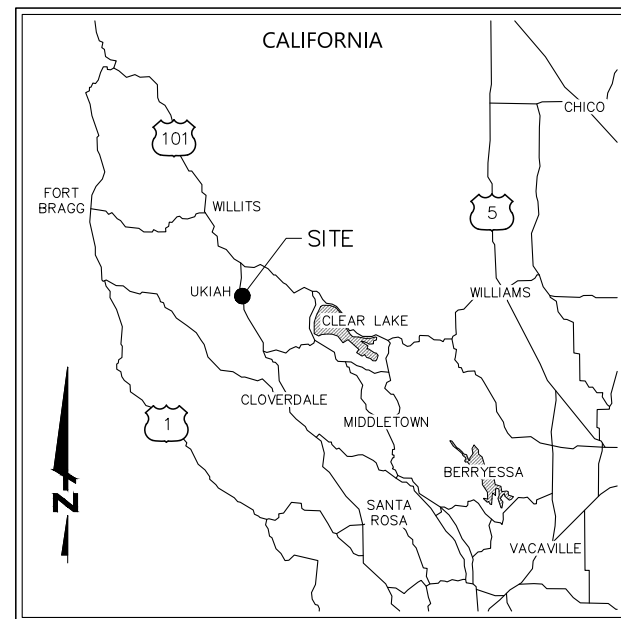 CALIFORNIA
CHICO
101
FORT
BRAGG
WILLITS
5
SITE
UKIAH
WILLIAMS
CLEAR LAKE
CLOVERDALE
MIDDLETOWN
1
BERRYESSA
N
SANTA
ROSA
VACAVILLE